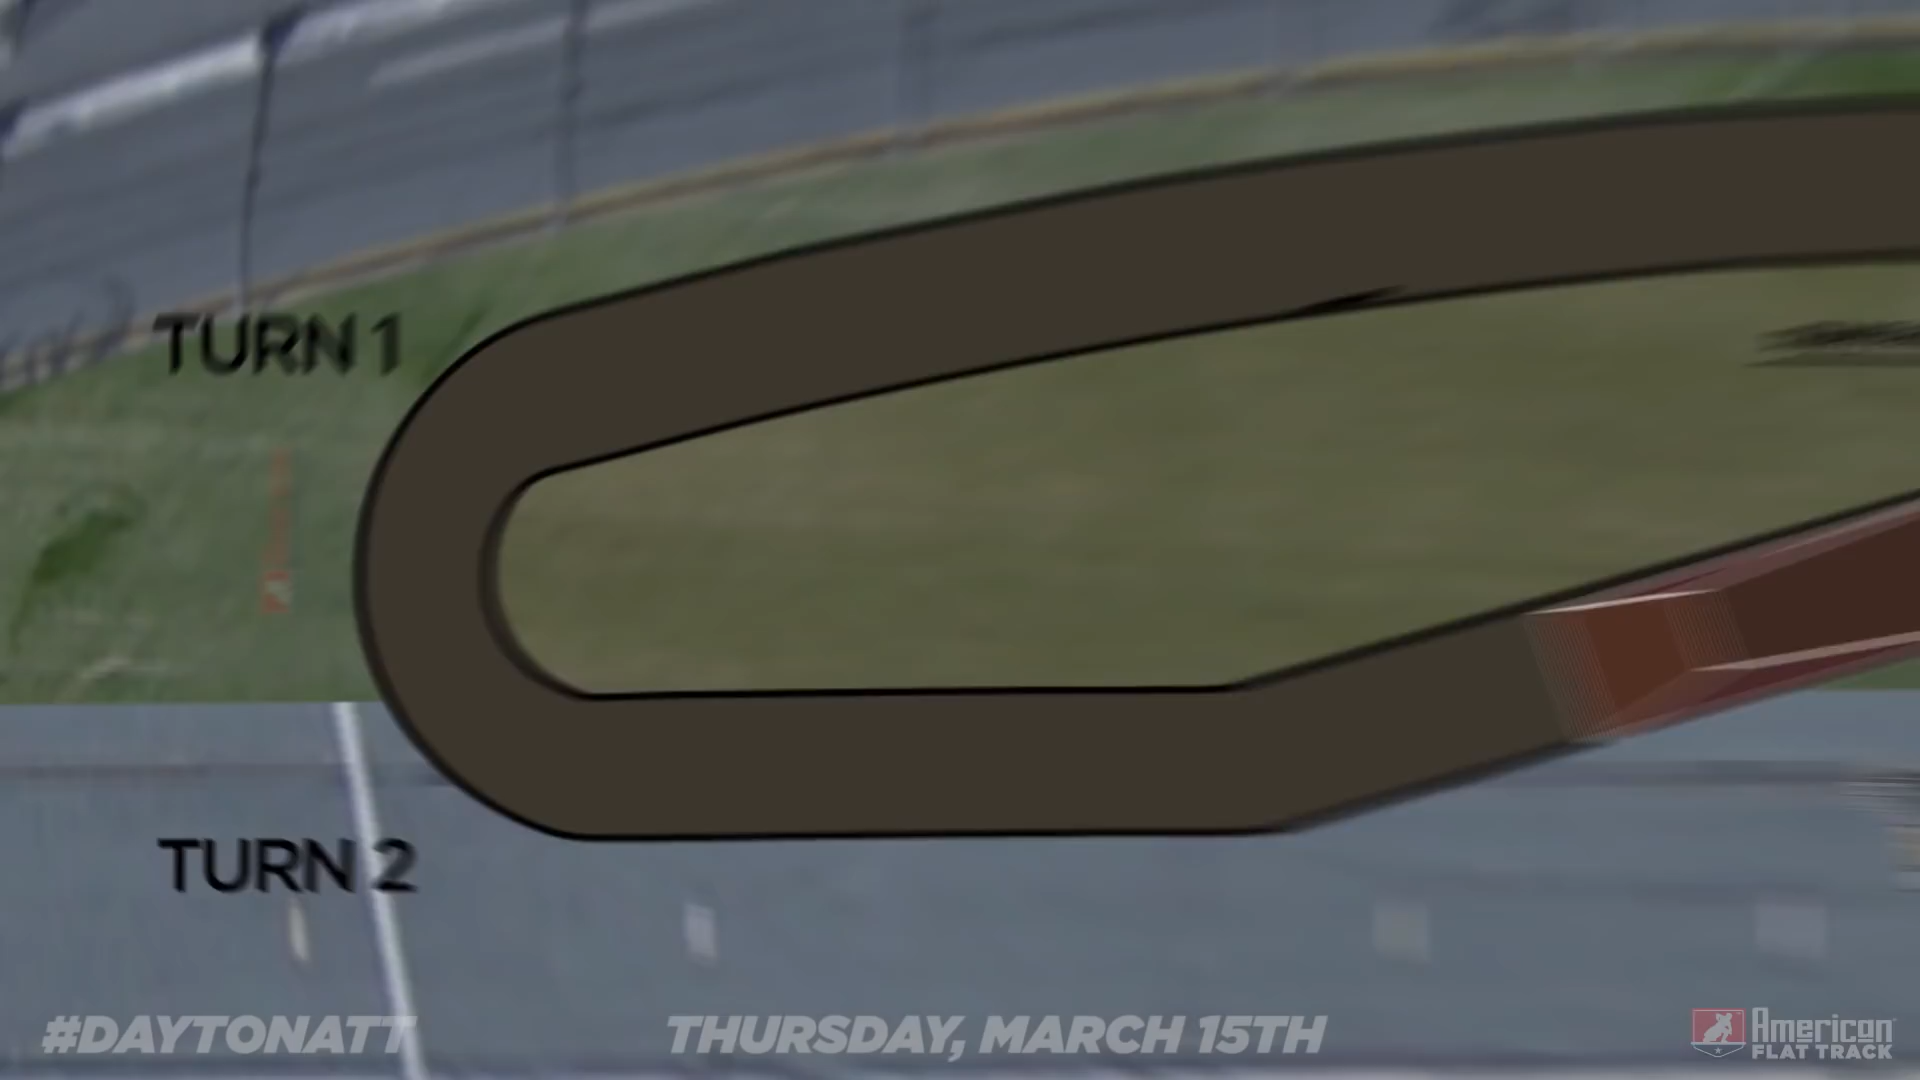 TURN 1
TURN 2
#DAYTONATT
THURSDAY, MARCH 15TH
American
FLAT TRACK